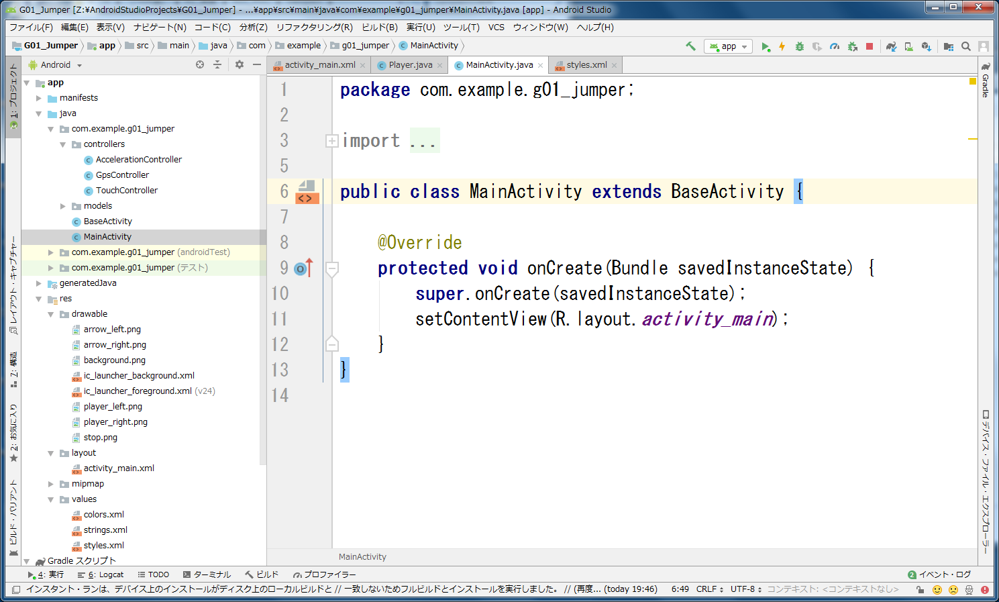 G01_Jumper [Z:¥AndroidStudioProjects¥G01_Jumper] - ...¥app¥src¥main¥java¥com¥example¥g01_jumper¥MainActivity.java [app] - Android Studio
ファイル(F) 編集(E) 表示(V) ナビゲート(N) コード(C) 分析(Z) リファクタリング(R) ビルド(B) 実行(U) ツール(T) VCS ウィンドウ(W) ヘルプ(H)
G01_Jumper app src main java com example g01_jumper MainActivity app
Android
activity_main.xml Player.java MainActivity.java styles.xml
1: プロジェクト
レイアウト・キャプチャー
Z: 構造
2: お気に入り
ビルド・バリアント
app
manifests
java
com.example.g01_jumper
controllers
AccelerationController
GpsController
TouchController
models
BaseActivity
MainActivity
com.example.g01_jumper (androidTest)
com.example.g01_jumper (テスト)
generatedJava
res
drawable
arrow_left.png
arrow_right.png
background.png
ic_launcher_background.xml
ic_launcher_foreground.xml (v24)
player_left.png
player_right.png
stop.png
layout
activity_main.xml
mipmap
values
colors.xml
strings.xml
styles.xml
Gradle スクリプト
1 package com.example.g01_jumper;
2
3 import ...
5
6 public class MainActivity extends BaseActivity {
7
8 @Override
9 protected void onCreate(Bundle savedInstanceState) {
10 super.onCreate(savedInstanceState);
11 setContentView(R.layout.activity_main);
12 }
13 }
14
MainActivity
Gradle
デバイス・ファイル・エクスプローラー
4: 実行 6: Logcat TODO ターミナル ビルド プロファイラー 2 イベント・ログ
インスタント・ランは、デバイス上のインストールがディスク上のローカルビルドと // 一致しないためフルビルドとインストールを実行しました。 // (再度... (today 19:46) 6:49 CRLF UTF-8 コンテキスト: <コンテキストなし>